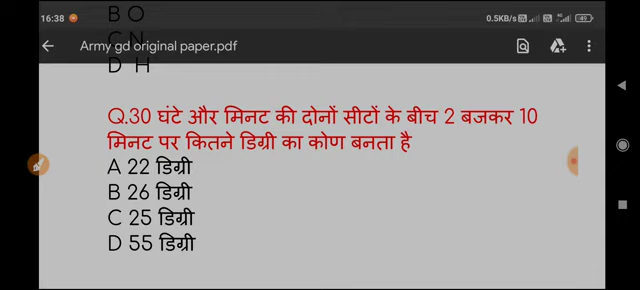 B O
16:38 0.5KB/s 49
C N
Army gd original paper.pdf
D H
Q.30 घंटे और मिनट की दोनों सीटों के बीच 2 बजकर 10
मिनट पर कितने डिग्री का कोण बनता है
A 22 डिग्री
B 26 डिग्री
C 25 डिग्री
D 55 डिग्री